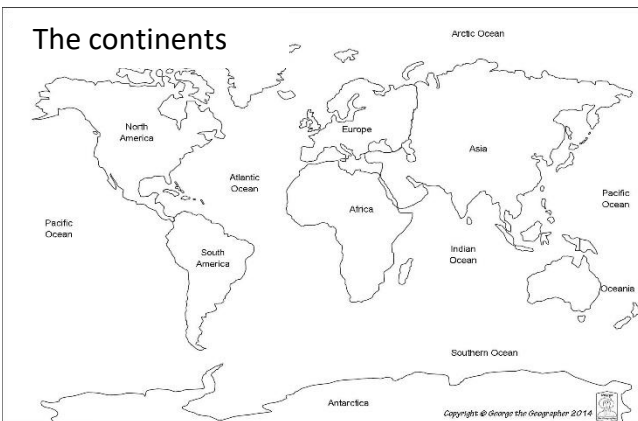 The continents
Arctic Ocean
North
America
Europe
Asia
Atlantic
Ocean
Pacific
Ocean
Africa
Pacific
Ocean
South
America
Indian
Ocean
Oceania
Southern Ocean
Antarctica
Copyright © George the Geographer 2014